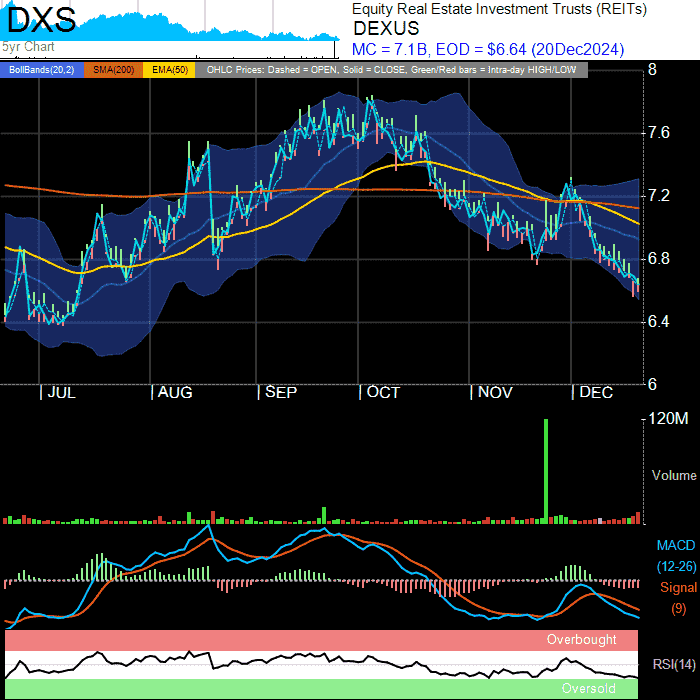 DXS
5yr Chart
Equity Real Estate Investment Trusts (REITs)
DEXUS
MC = 7.1B, EOD = $6.64 (20Dec2024)
BollBands(20,2) SMA(200) EMA(50) OHLC Prices: Dashed = OPEN, Solid = CLOSE, Green/Red bars = Intra-day HIGH/LOW
8
7.6
7.2
6.8
6.4
6
| JUL | AUG | SEP | OCT | NOV | DEC
120M
Volume
MACD
(12-26)
Signal
(9)
Overbought
RSI(14)
Oversold